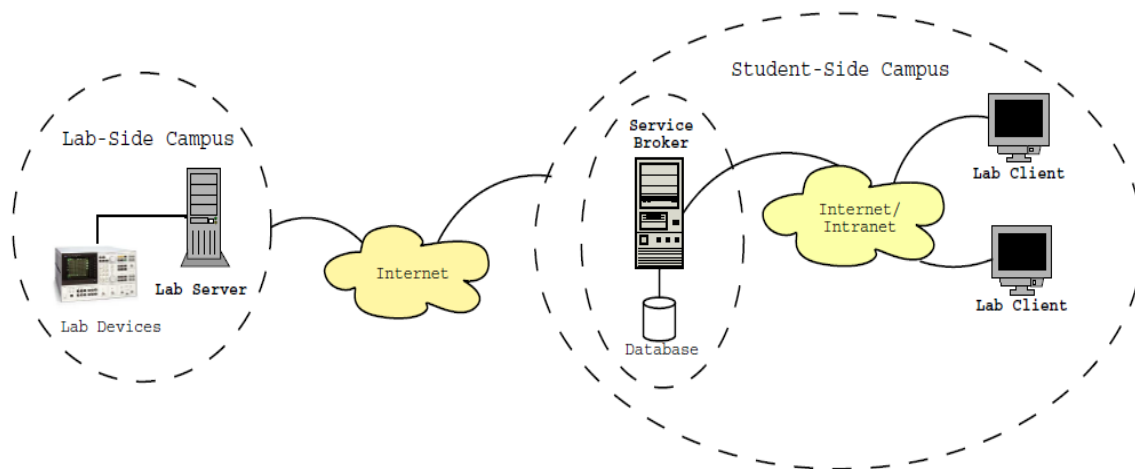 Lab-Side Campus
Lab Server
Lab Devices
Internet
Student-Side Campus
Service
Broker
Database
Internet/
Intranet
Lab Client
Lab Client